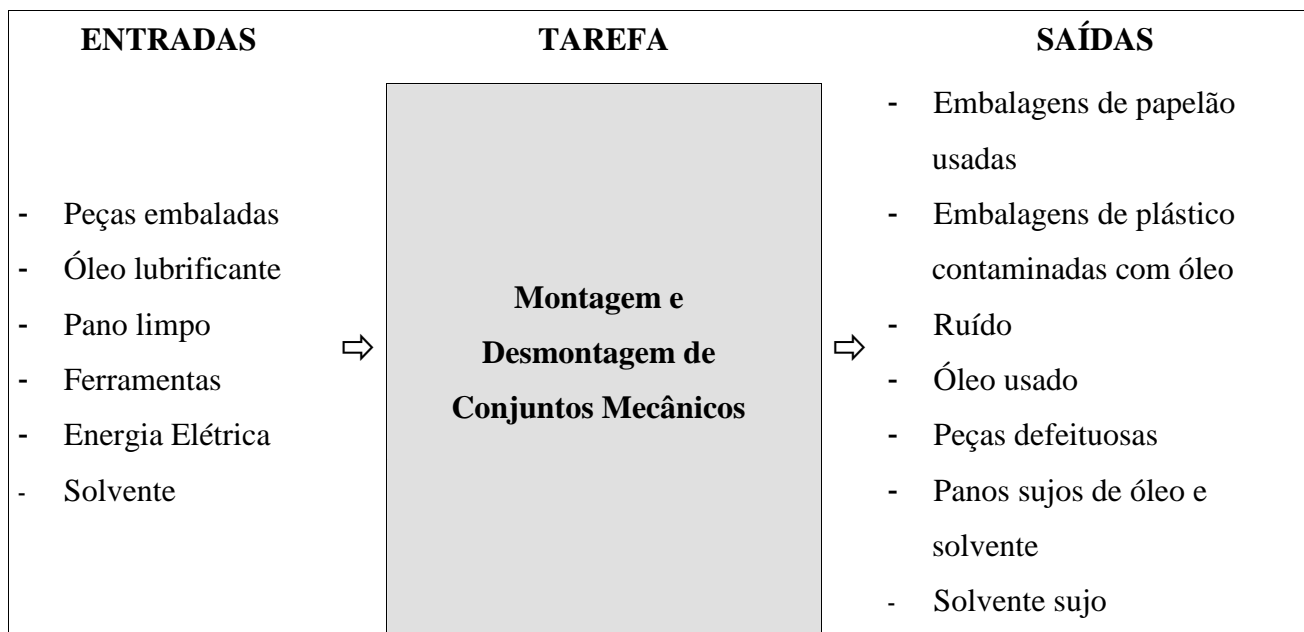 ENTRADAS
TAREFA
SAÍDAS
- Peças embaladas
- Óleo lubrificante
- Pano limpo
- Ferramentas
- Energia Elétrica
- Solvente
⇨
Montagem e
Desmontagem de
Conjuntos Mecânicos
⇨
- Embalagens de papelão
usadas
- Embalagens de plástico
contaminadas com óleo
- Ruído
- Óleo usado
- Peças defeituosas
- Panos sujos de óleo e
solvente
- Solvente sujo